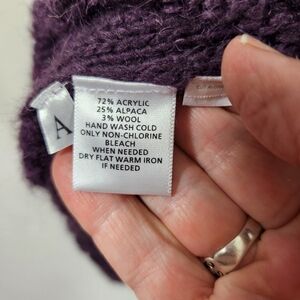 A
72% ACRYLIC
25% ALPACA
3% WOOL
HAND WASH COLD
ONLY NON-CHLORINE
BLEACH
WHEN NEEDED
DRY FLAT WARM IRON
IF NEEDED